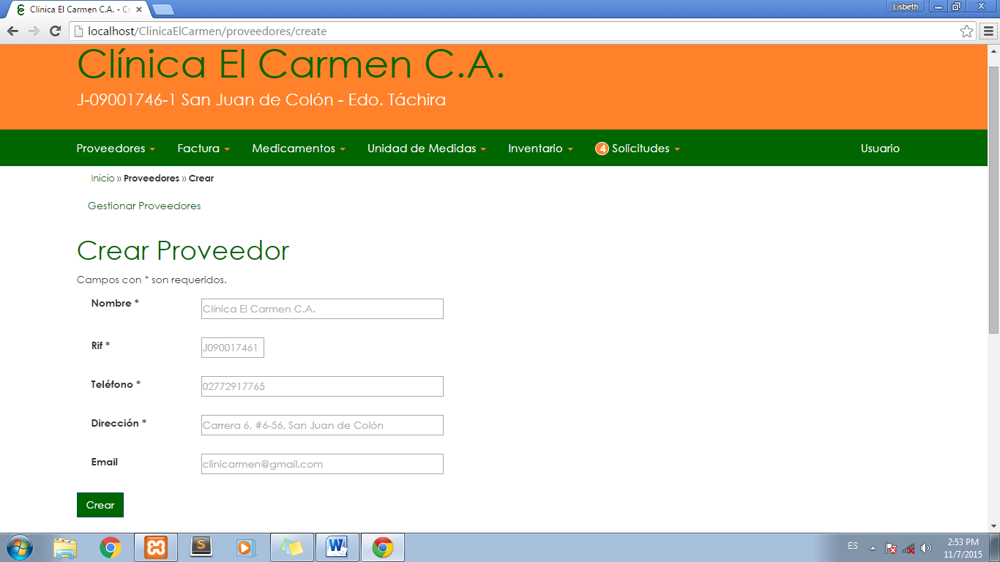 Clínica El Carmen C.A. - Cr
Lisbeth
localhost/ClinicaElCarmen/proveedores/create
Clínica El Carmen C.A.
J-09001746-1 San Juan de Colón - Edo. Táchira
Proveedores Factura Medicamentos Unidad de Medidas Inventario 4 Solicitudes Usuario
Inicio » Proveedores » Crear
Gestionar Proveedores
Crear Proveedor
Campos con * son requeridos.
Nombre * Clínica El Carmen C.A.
Rif * J090017461
Teléfono * 02772917765
Dirección * Carrera 6, #6-56, San Juan de Colón
Email clinicarmen@gmail.com
Crear
ES 2:53 PM
11/7/2015